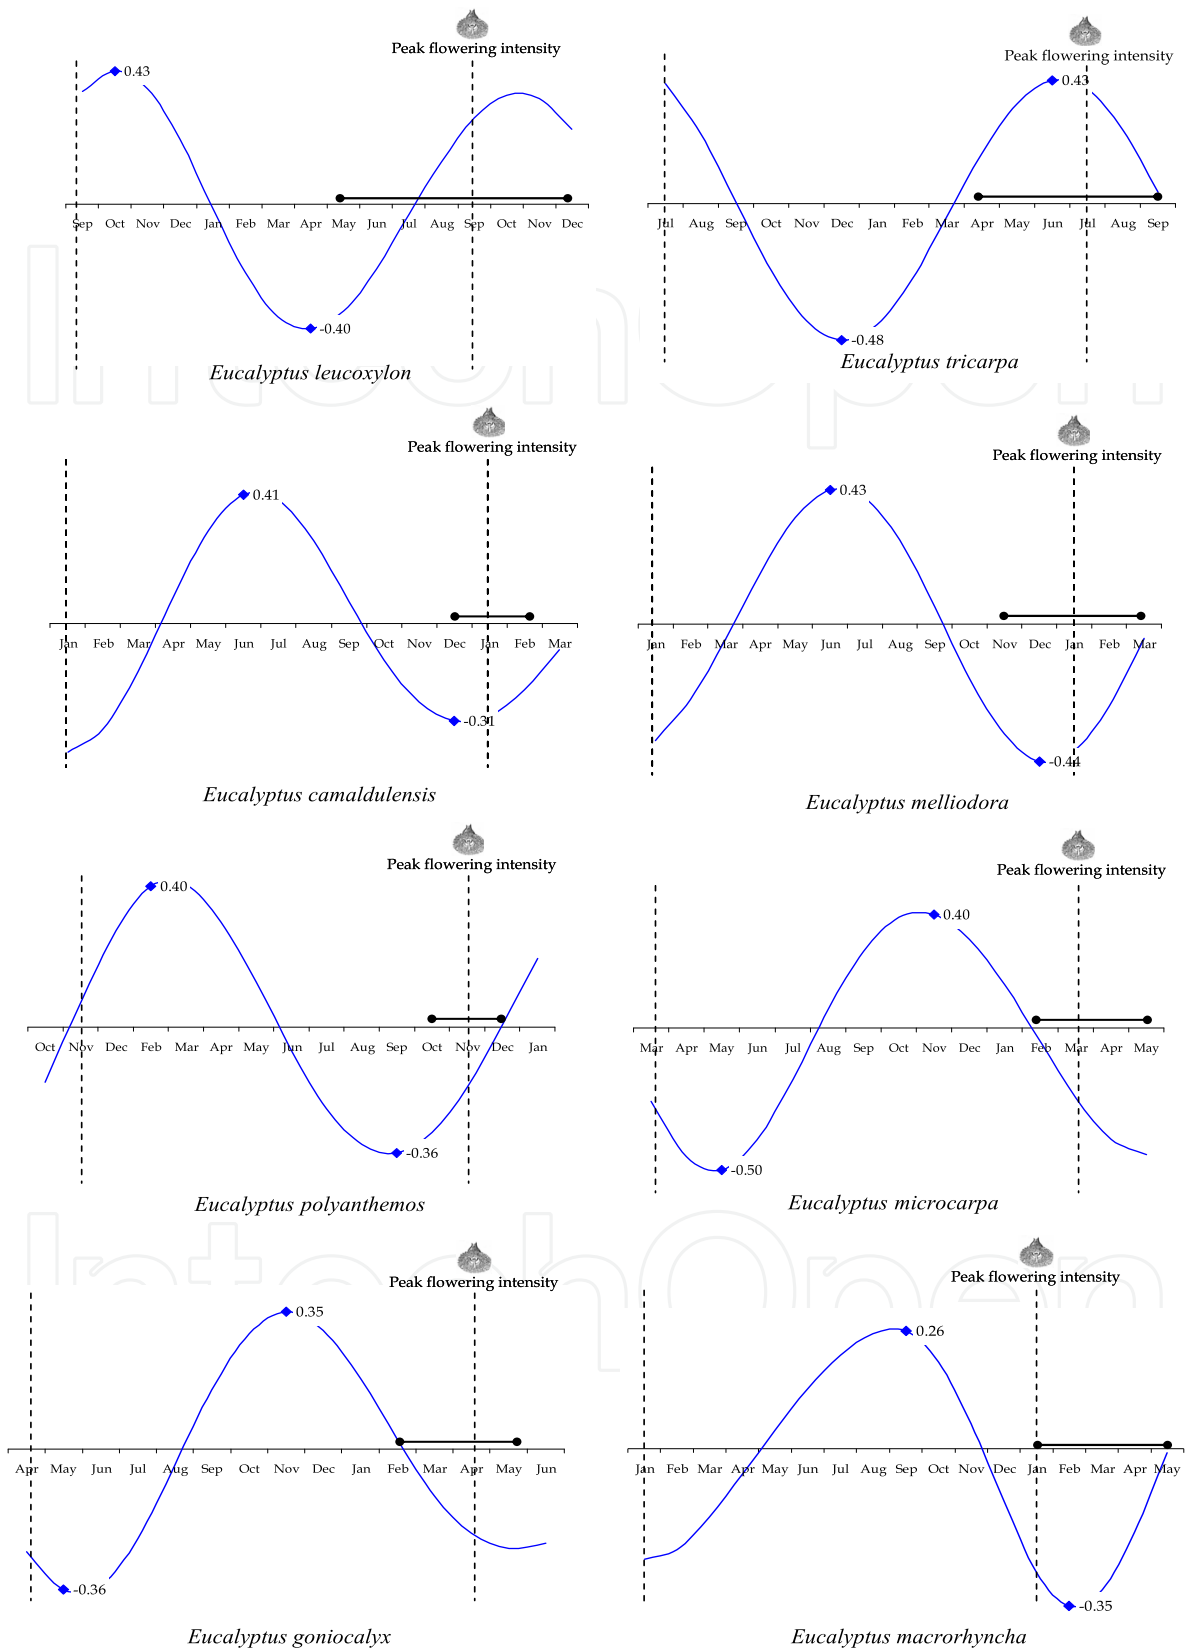 Peak flowering intensity
0.43
Sep Oct Nov Dec Jan Feb Mar Apr May Jun Jul Aug Sep Oct Nov Dec
-0.40
Eucalyptus leucoxylon
Peak flowering intensity
0.43
Jul Aug Sep Oct Nov Dec Jan Feb Mar Apr May Jun Jul Aug Sep
-0.48
Eucalyptus tricarpa
Peak flowering intensity
0.41
Jan Feb Mar Apr May Jun Jul Aug Sep Oct Nov Dec Jan Feb Mar
-0.31
Eucalyptus camaldulensis
Peak flowering intensity
0.43
Jan Feb Mar Apr May Jun Jul Aug Sep Oct Nov Dec Jan Feb Mar
-0.44
Eucalyptus melliodora
Peak flowering intensity
0.40
Oct Nov Dec Feb Mar Apr May Jun Jul Aug Sep Oct Nov Dec Jan
-0.36
Eucalyptus polyanthemos
Peak flowering intensity
0.40
Mar Apr May Jun Jul Aug Sep Oct Nov Dec Jan Feb Mar Apr May
-0.50
Eucalyptus microcarpa
Peak flowering intensity
0.35
Apr May Jun Jul Aug Sep Oct Nov Dec Jan Feb Mar Apr May Jun
-0.36
Eucalyptus goniocalyx
Peak flowering intensity
0.26
Jan Feb Mar Apr May Jun Jul Aug Sep Oct Nov Dec Jan Feb Mar Apr May
-0.35
Eucalyptus macrorhyncha
IntechOpen
IntechOpen